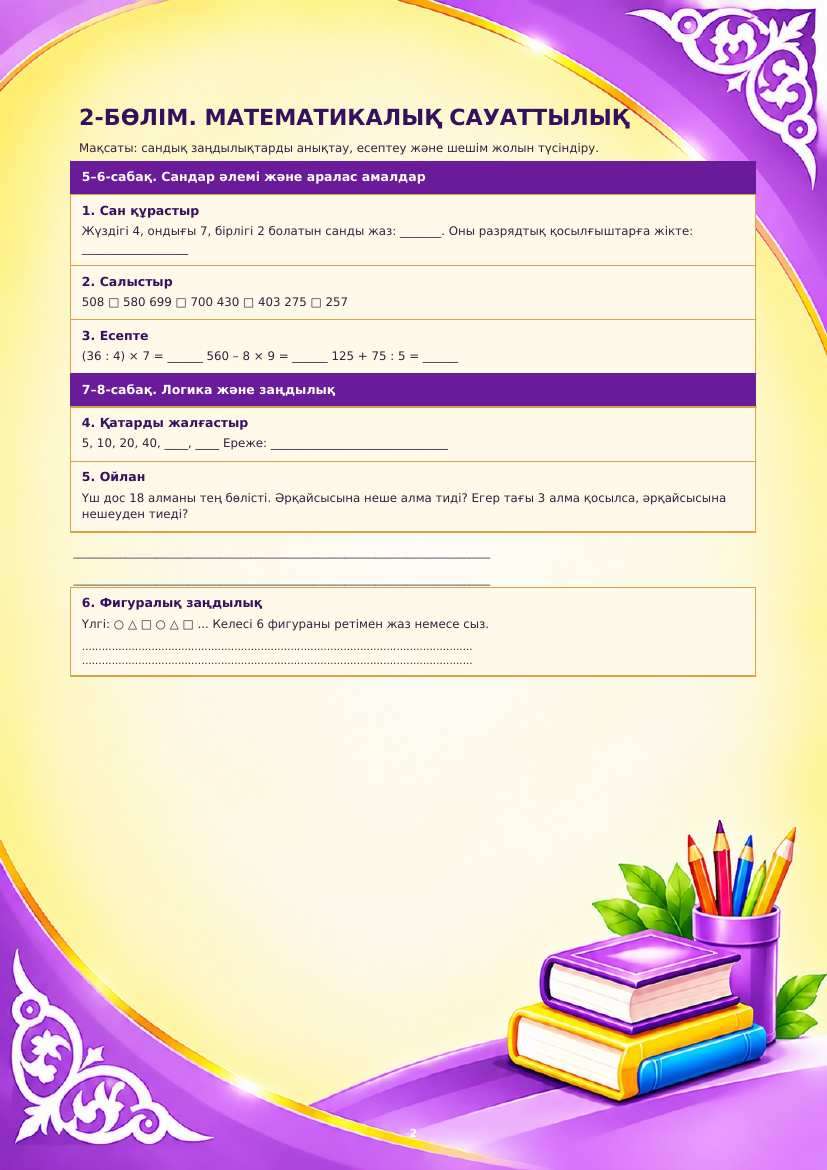 2-БӨЛІМ. МАТЕМАТИКАЛЫҚ САУАТТЫЛЫҚ
Мақсаты: сандық заңдылықтарды анықтау, есептеу және шешім жолын түсіндіру.
5–6-сабақ. Сандар әлемі және аралас амалдар
1. Сан құрастыр
Жүздігі 4, ондығы 7, бірлігі 2 болатын санды жаз: _______. Оны разрядтық қосылғыштарға жікте:
__________________
2. Салыстыр
508 □ 580 699 □ 700 430 □ 403 275 □ 257
3. Есепте
(36 : 4) × 7 = ______ 560 – 8 × 9 = ______ 125 + 75 : 5 = ______
7–8-сабақ. Логика және заңдылық
4. Қатарды жалғастыр
5, 10, 20, 40, ____, ____ Ереже: ______________________________
5. Ойлан
Үш дос 18 алманы тең бөлісті. Әрқайсысына неше алма тиді? Егер тағы 3 алма қосылса, әрқайсысына
нешеуден тиеді?
6. Фигуралық заңдылық
Үлгі: ○ △ □ ○ △ □ ... Келесі 6 фигураны ретімен жаз немесе сыз.
2